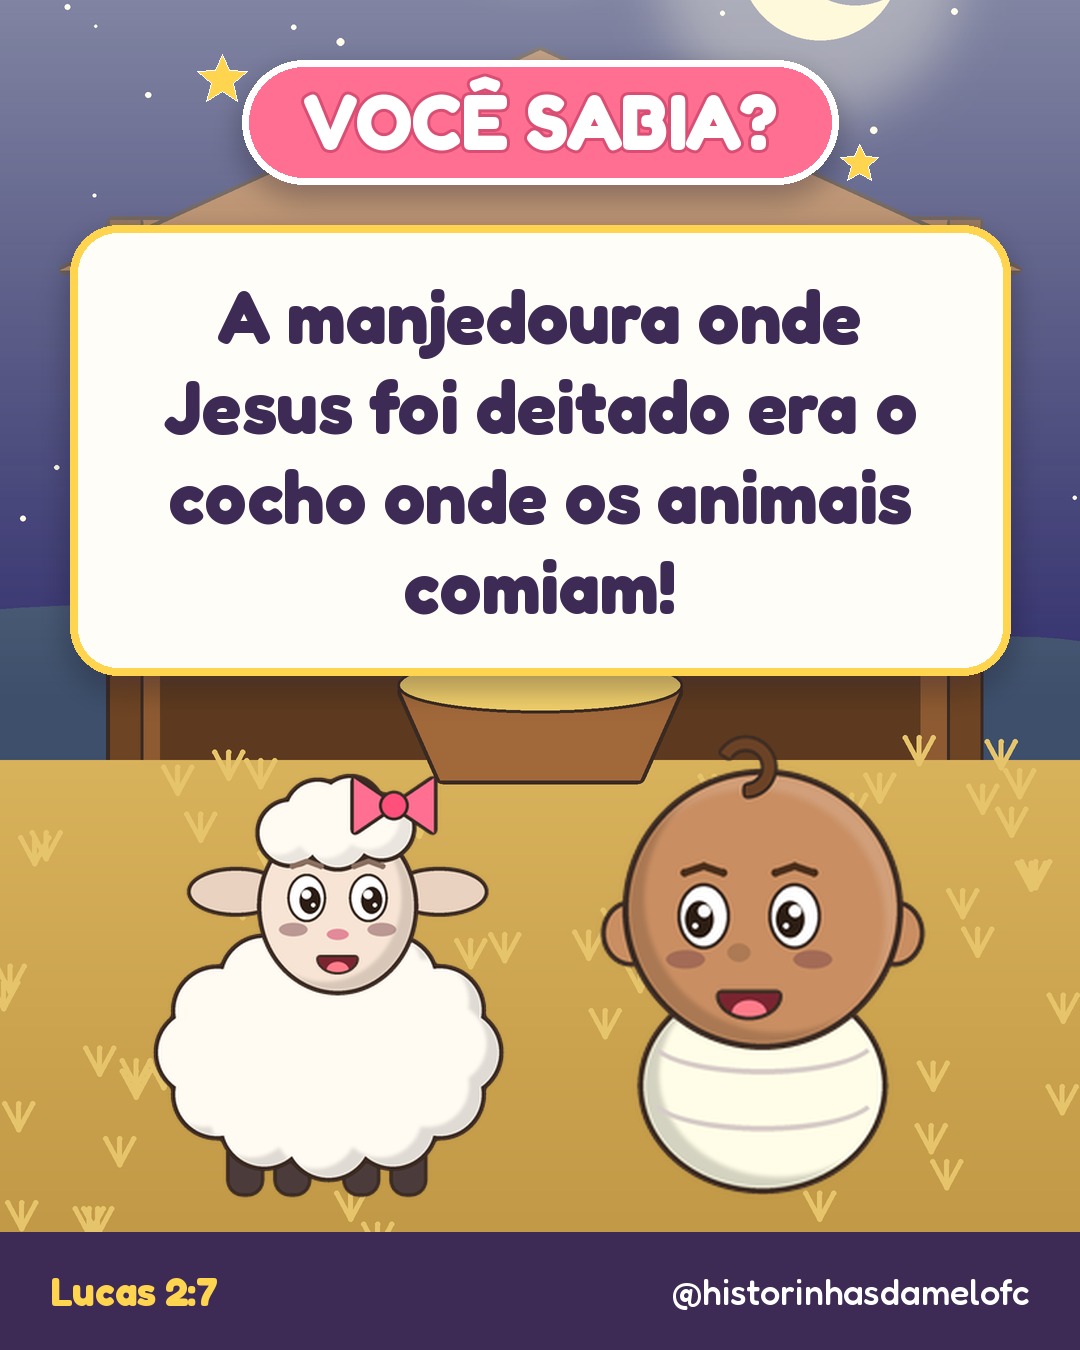 VOCÊ SABIA?
A manjedoura onde
Jesus foi deitado era o
cocho onde os animais
comiam!
Lucas 2:7
@historinhasdamelofc